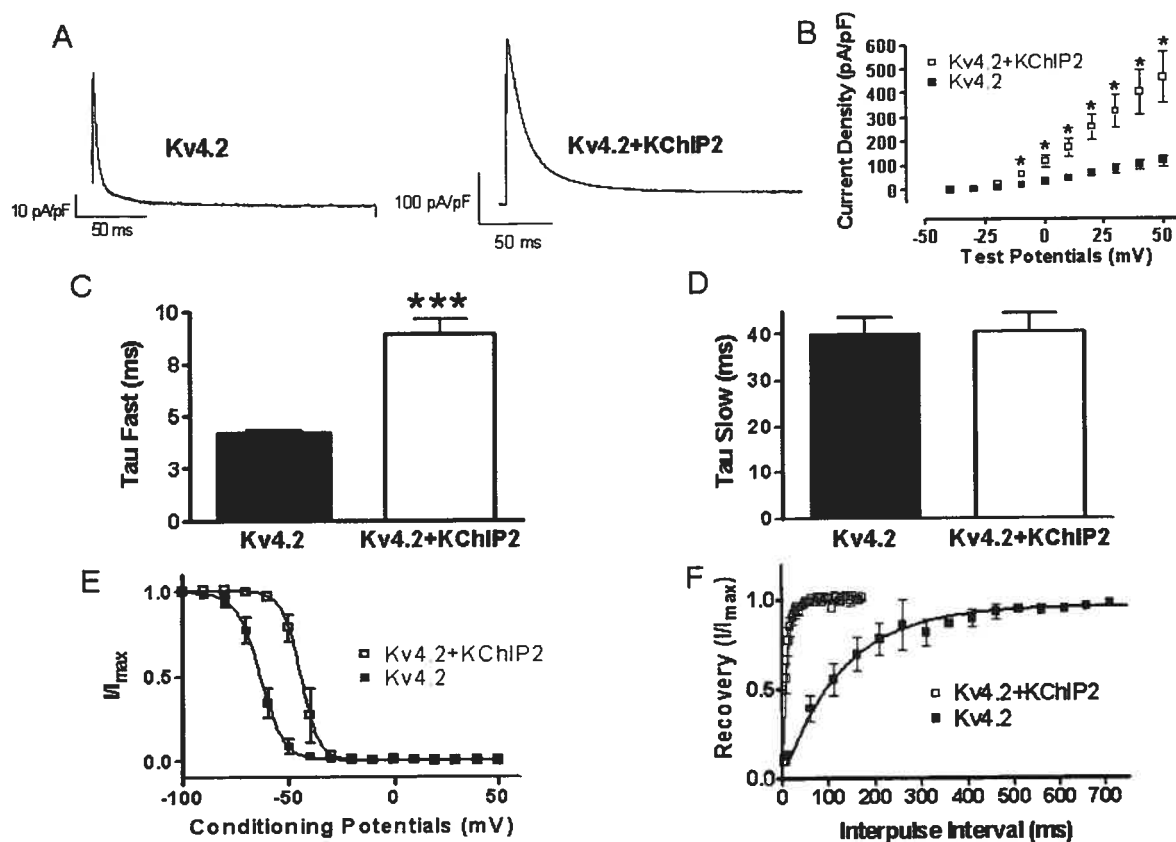 A
Kv4.2
10 pA/pF
50 ms
Kv4.2+KChIP2
100 pA/pF
50 ms
B
Current Density (pA/pF)
600
500
400
300
200
100
0
Kv4.2+KChIP2
Kv4.2
* * * * * * *
-50 -25 0 25 50
Test Potentials (mV)
C
Tau Fast (ms)
10
8
5
3
0
***
Kv4.2 Kv4.2+KChIP2
D
Tau Slow (ms)
40
30
20
10
0
Kv4.2 Kv4.2+KChIP2
E
I/Imax
1.0
0.5
0.0
Kv4.2+KChIP2
Kv4.2
-100 -50 0 50
Conditioning Potentials (mV)
F
Recovery (I/Imax)
1.0
0.5
0.0
Kv4.2+KChIP2
Kv4.2
0 100 200 300 400 500 600 700
Interpulse Interval (ms)